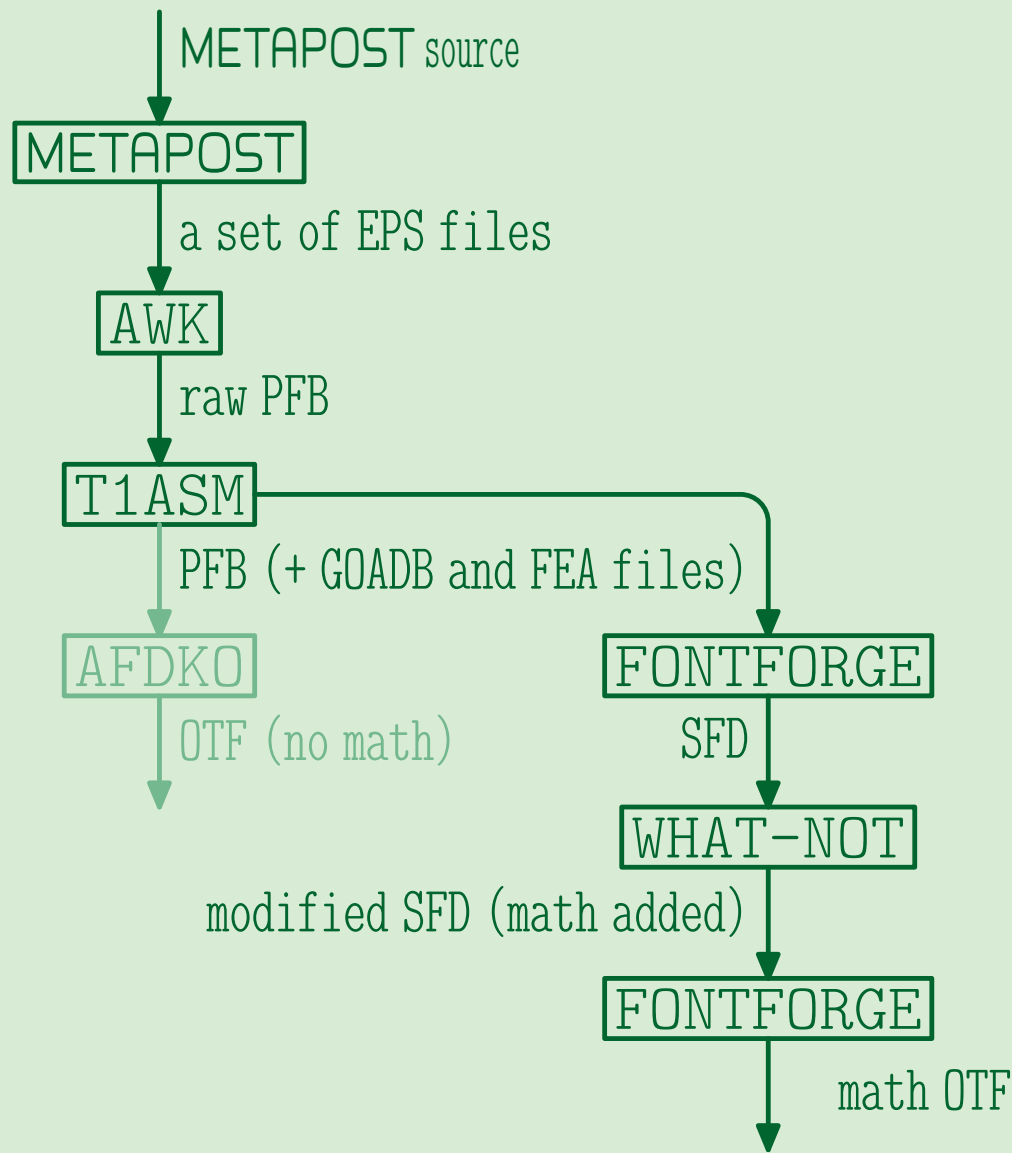 METAPOST source
METAPOST
a set of EPS files
AWK
raw PFB
T1ASM
PFB (+ GOADB and FEA files)
AFDKO
FONTFORGE
OTF (no math)
SFD
WHAT-NOT
modified SFD (math added)
FONTFORGE
math OTF